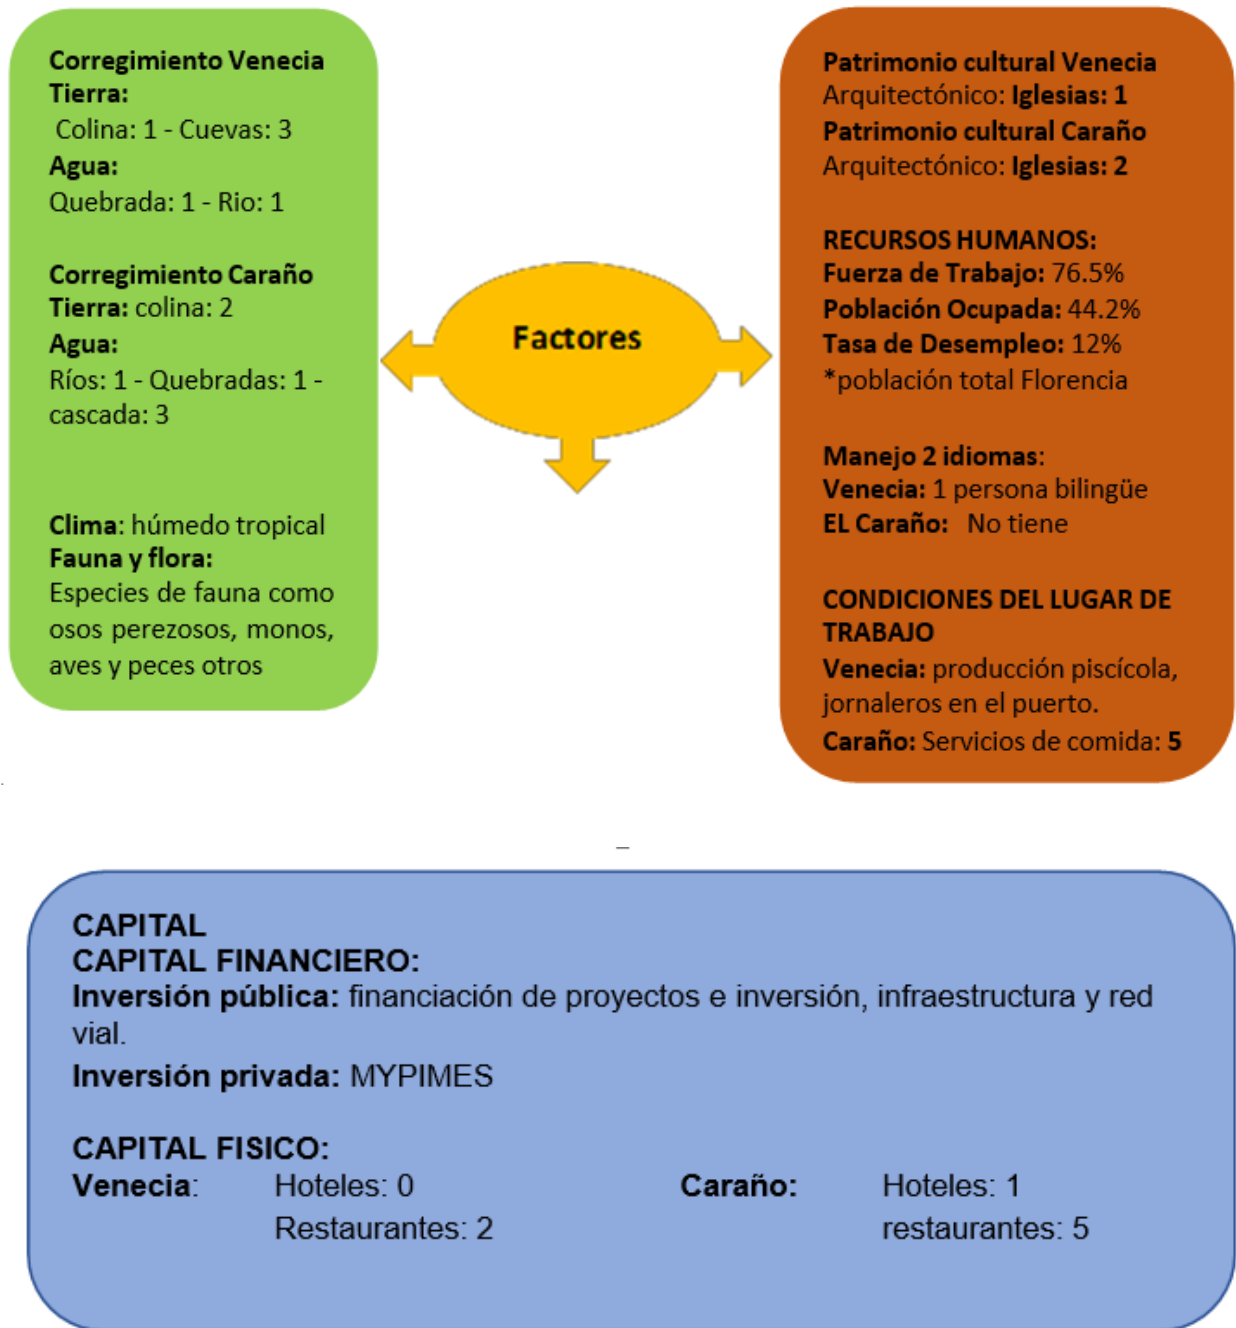 Corregimiento Venecia
Tierra:
Colina: 1 - Cuevas: 3
Agua:
Quebrada: 1 - Rio: 1
Corregimiento Caraño
Tierra: colina: 2
Agua:
Ríos: 1 - Quebradas: 1 -
cascada: 3
Clima: húmedo tropical
Fauna y flora:
Especies de fauna como
osos perezosos, monos,
aves y peces otros
Factores
Patrimonio cultural Venecia
Arquitectónico: Iglesias: 1
Patrimonio cultural Caraño
Arquitectónico: Iglesias: 2
RECURSOS HUMANOS:
Fuerza de Trabajo: 76.5%
Población Ocupada: 44.2%
Tasa de Desempleo: 12%
*población total Florencia
Manejo 2 idiomas:
Venecia: 1 persona bilingüe
EL Caraño: No tiene
CONDICIONES DEL LUGAR DE
TRABAJO
Venecia: producción piscícola,
jornaleros en el puerto.
Caraño: Servicios de comida: 5
CAPITAL
CAPITAL FINANCIERO:
Inversión pública: financiación de proyectos e inversión, infraestructura y red
vial.
Inversión privada: MYPIMES
CAPITAL FISICO:
Venecia: Hoteles: 0 Caraño: Hoteles: 1
Restaurantes: 2 restaurantes: 5